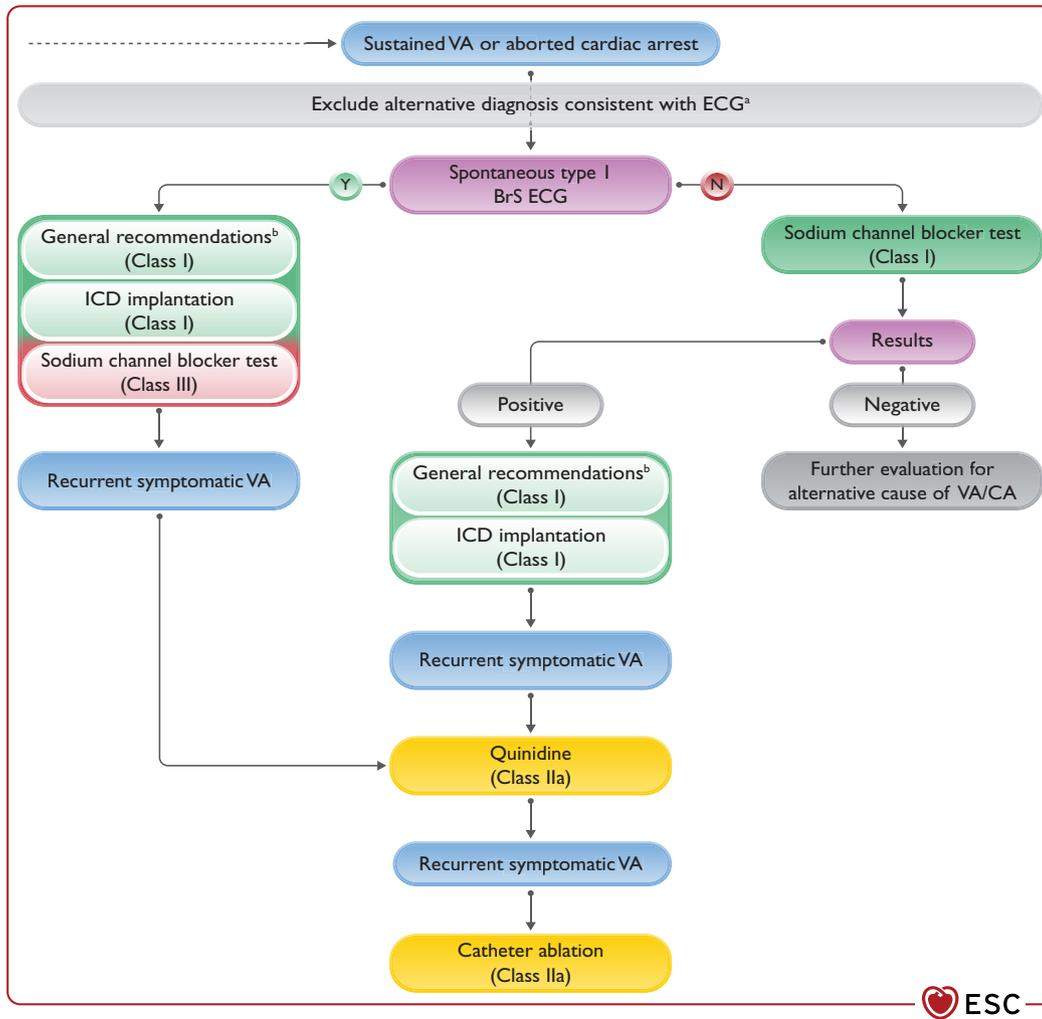 Sustained VA or aborted cardiac arrest
Exclude alternative diagnosis consistent with ECGᵃ
Spontaneous type 1
BrS ECG
Y
N
General recommendationsᵇ
(Class I)
ICD implantation
(Class I)
Sodium channel blocker test
(Class III)
Recurrent symptomatic VA
Sodium channel blocker test
(Class I)
Results
Positive
Negative
General recommendationsᵇ
(Class I)
ICD implantation
(Class I)
Further evaluation for
alternative cause of VA/CA
Recurrent symptomatic VA
Quinidine
(Class IIa)
Recurrent symptomatic VA
Catheter ablation
(Class IIa)
ESC